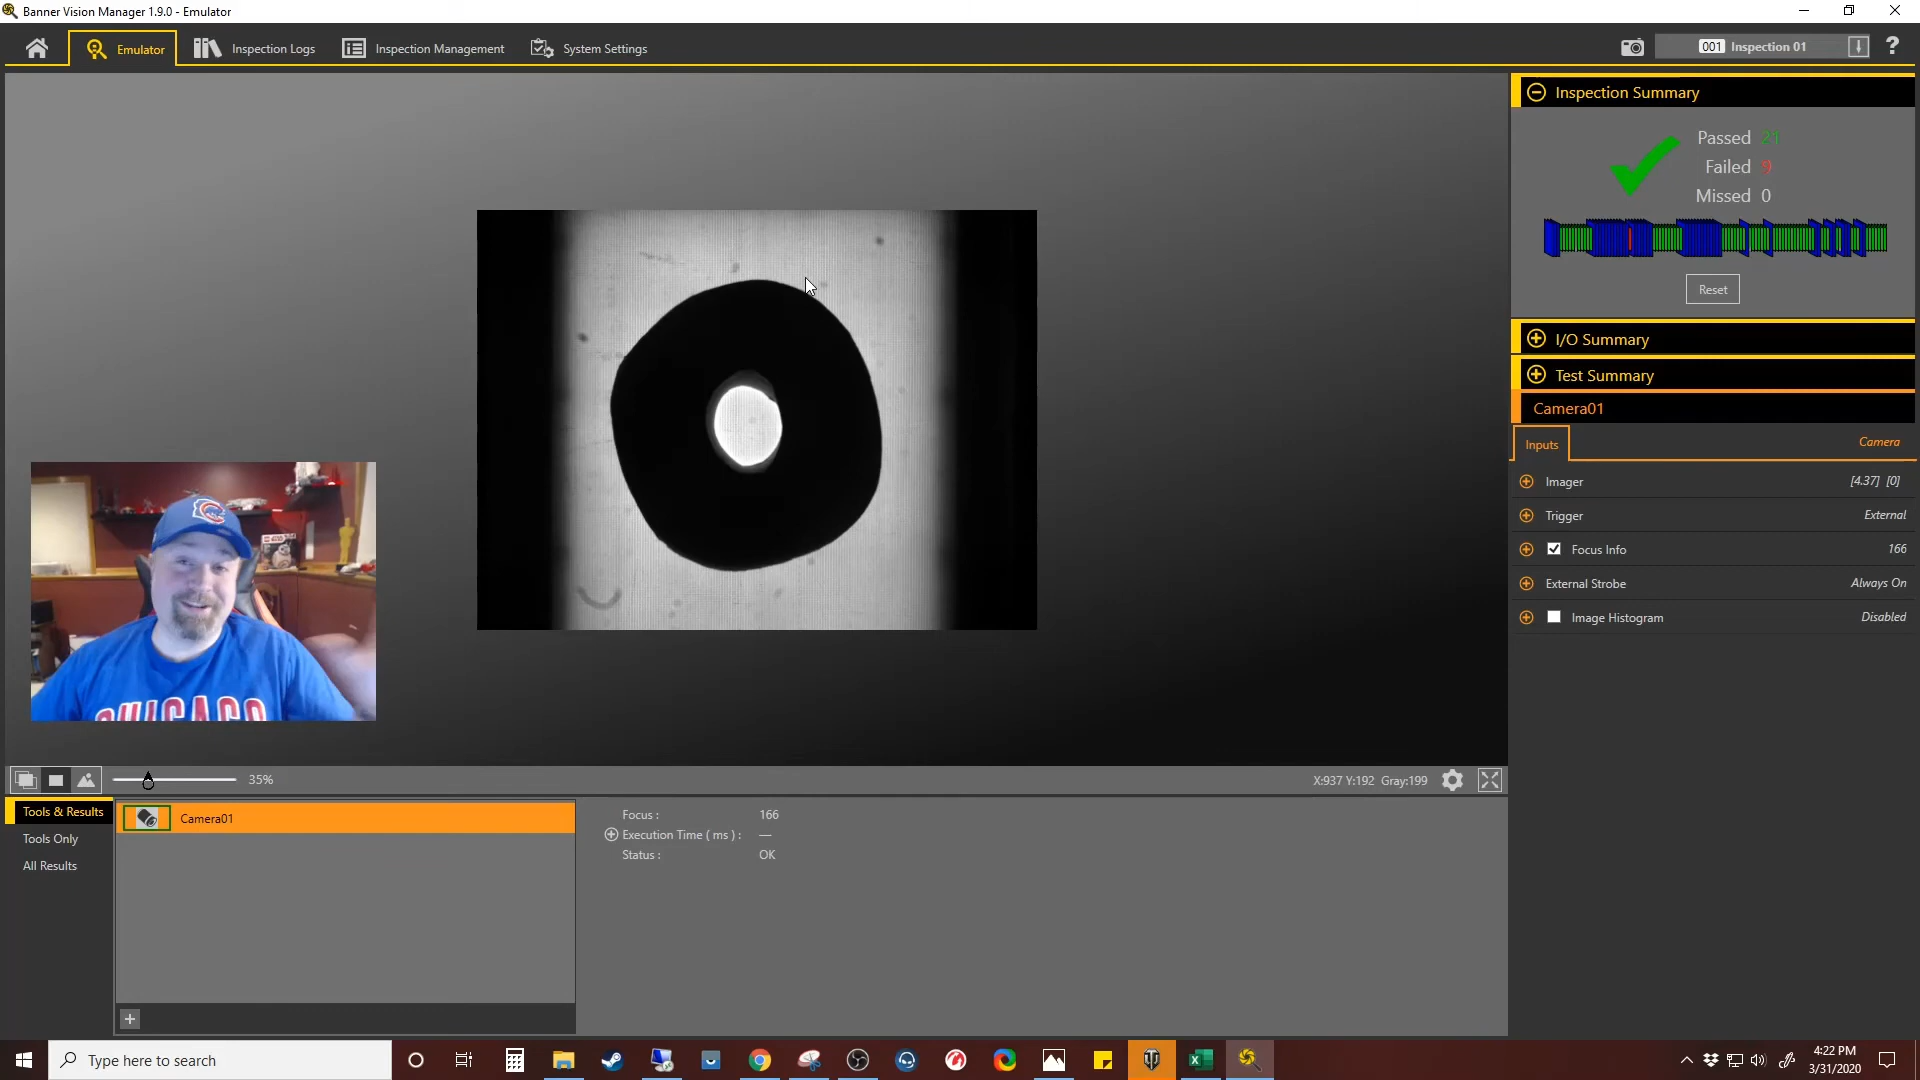 Banner Vision Manager 1.9.0 - Emulator
Emulator
Inspection Logs
Inspection Management
System Settings
001 Inspection 01
?
Inspection Summary
Passed 21
Failed
Missed 0
Reset
I/O Summary
Test Summary
Camera01
Inputs
Camera
Imager [4.37] [0]
Trigger External
Focus Info 166
External Strobe Always On
Image Histogram Disabled
CHICAGO
35%
X:937 Y:192 Gray:199
Tools & Results
Tools Only
All Results
Camera01
Focus : 166
Execution Time ( ms ) : —
Status : OK
Type here to search
4:22 PM
3/31/2020